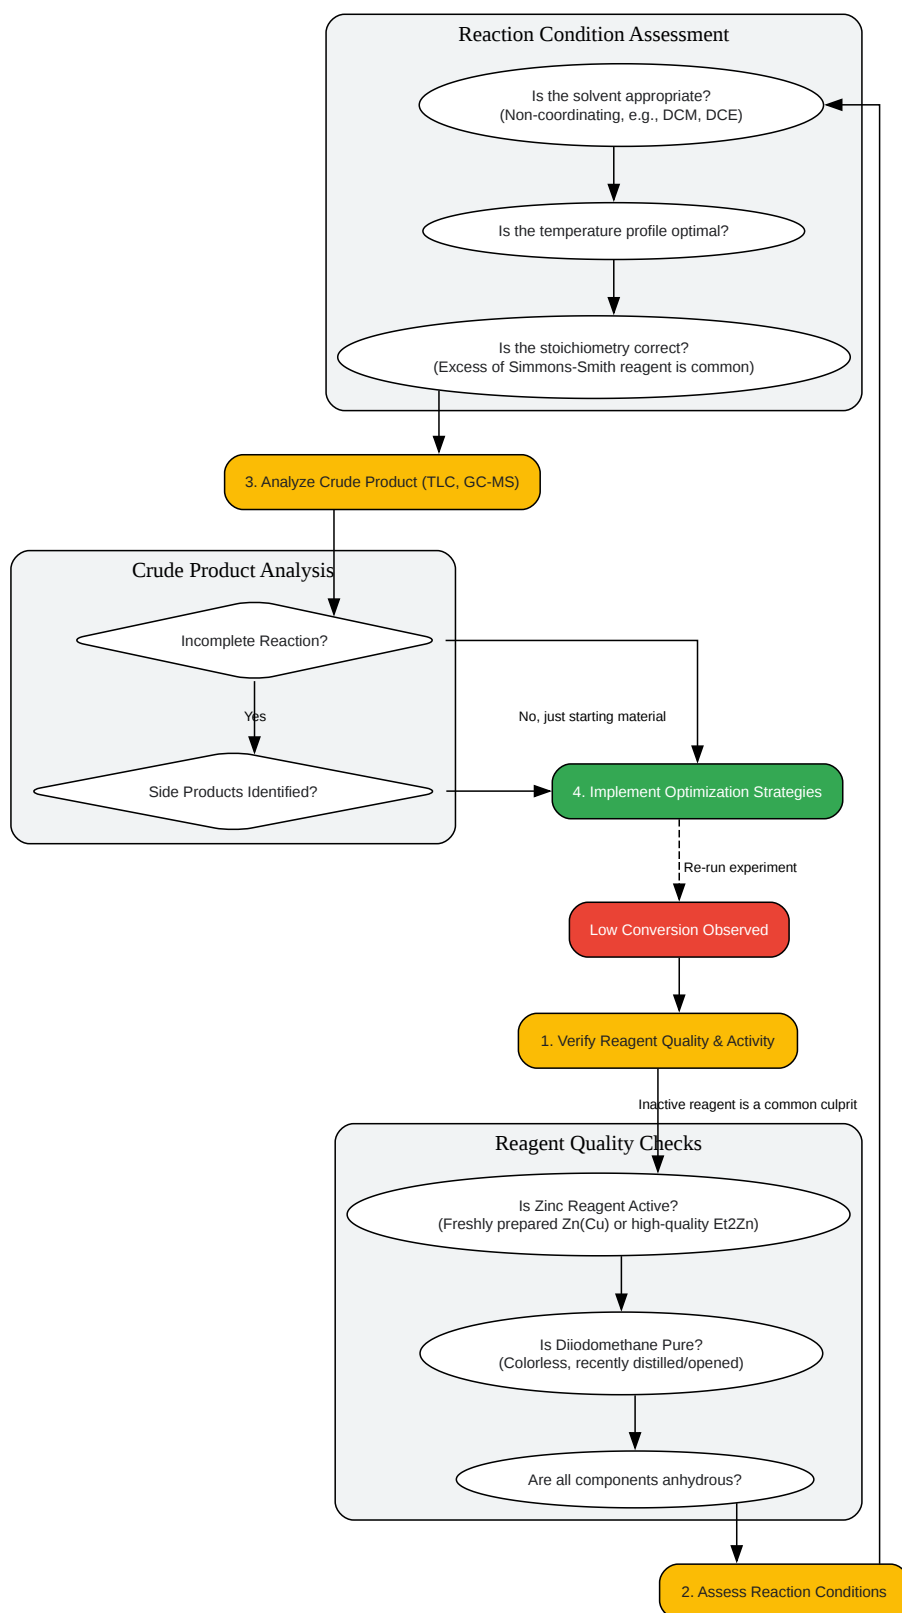 Reaction Condition Assessment
Is the solvent appropriate?
(Non-coordinating, e.g., DCM, DCE)
Is the temperature profile optimal?
Is the stoichiometry correct?
(Excess of Simmons-Smith reagent is common)
3. Analyze Crude Product (TLC, GC-MS)
Crude Product Analysis
Incomplete Reaction?
Yes
No, just starting material
Side Products Identified?
4. Implement Optimization Strategies
Re-run experiment
Low Conversion Observed
1. Verify Reagent Quality & Activity
Inactive reagent is a common culprit
Reagent Quality Checks
Is Zinc Reagent Active?
(Freshly prepared Zn(Cu) or high-quality Et2Zn)
Is Diiodomethane Pure?
(Colorless, recently distilled/opened)
Are all components anhydrous?
2. Assess Reaction Conditions